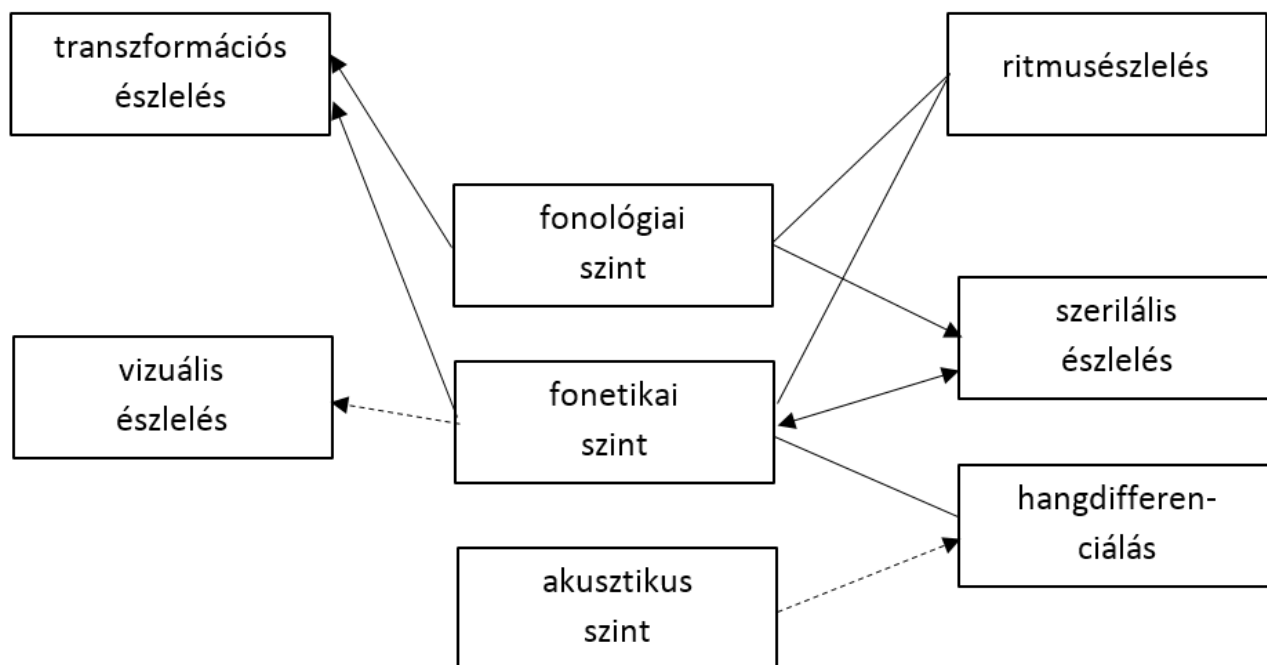 transzformációs
észlelés
ritmusészlelés
fonológiai
szint
szerilális
észlelés
vizuális
észlelés
fonetikai
szint
hangdifferen-
ciálás
akusztikus
szint